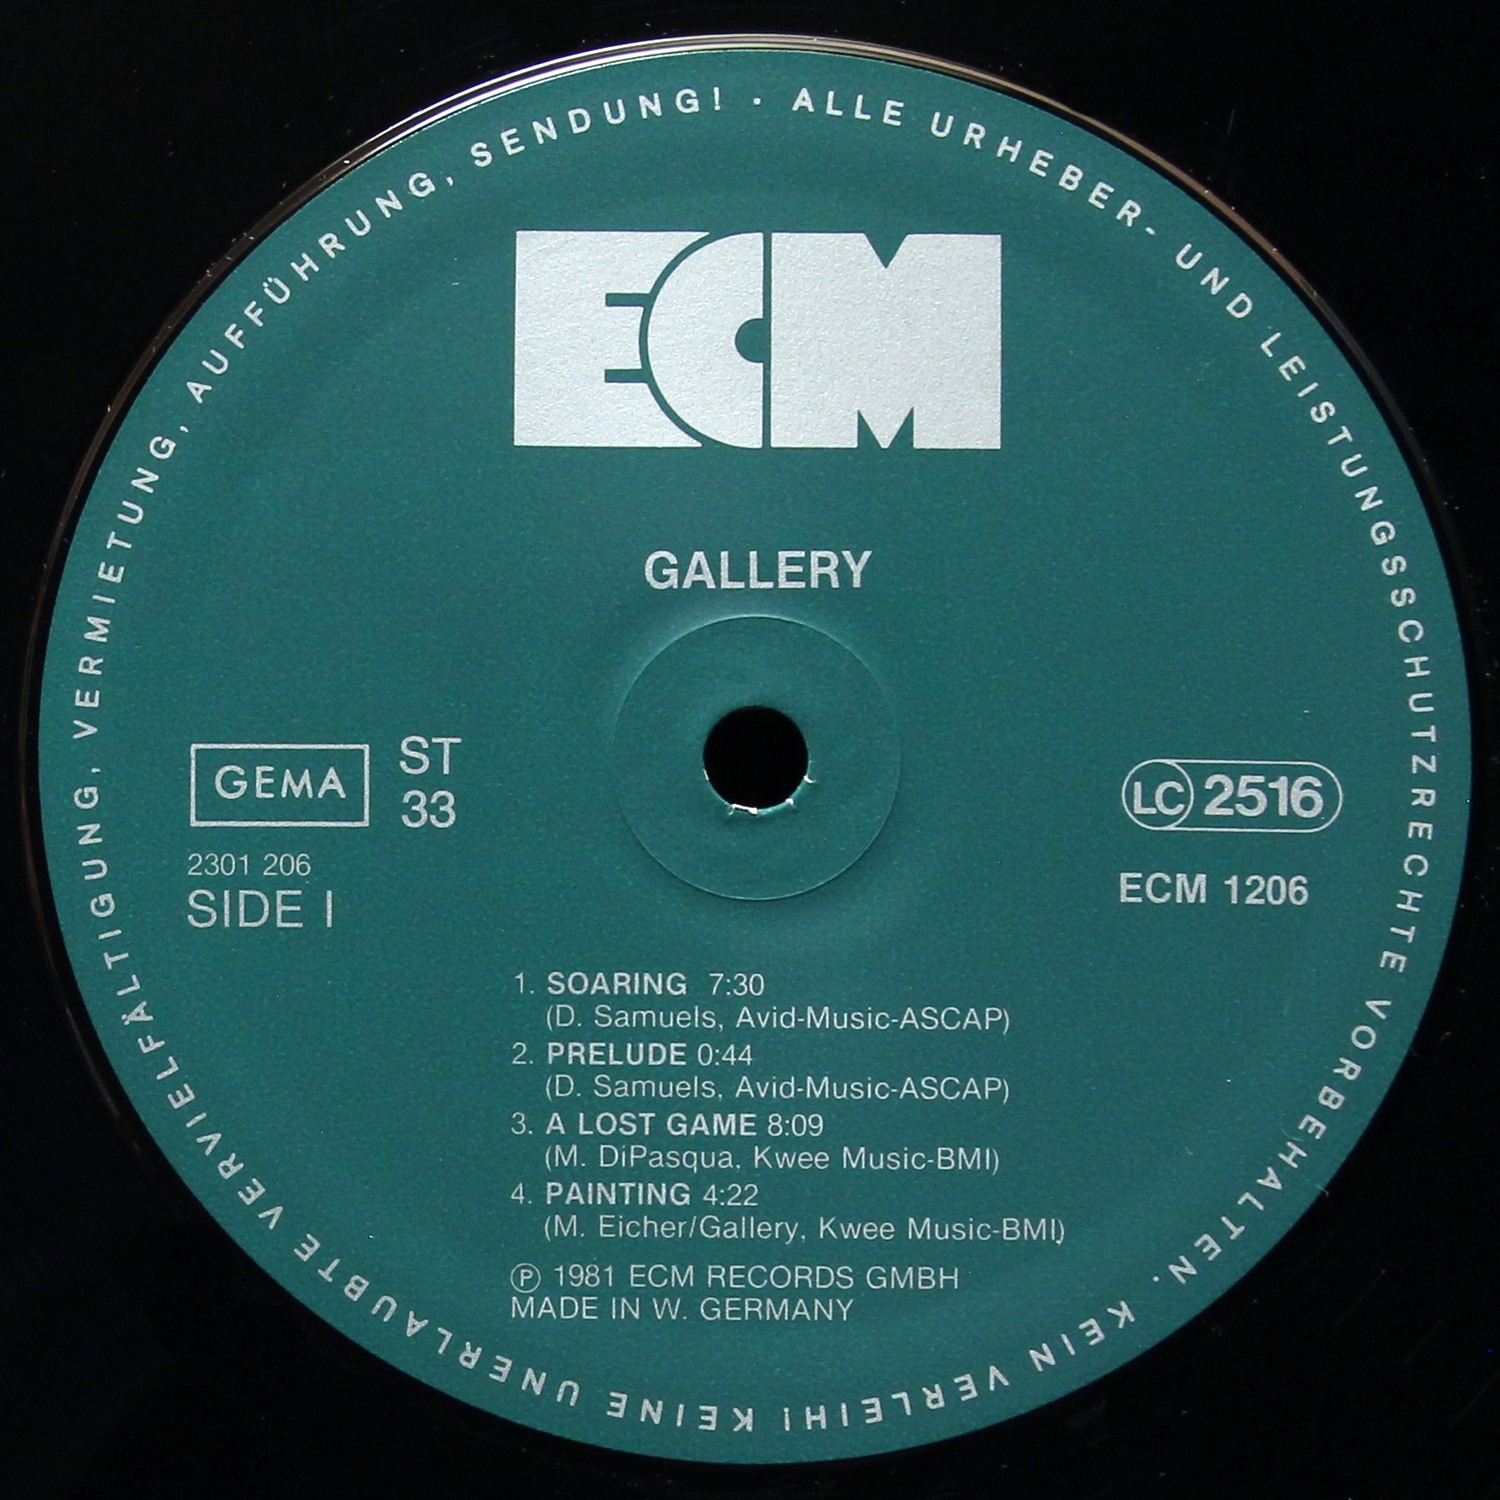 ALLE URHEBER- UND LEISTUNGSSCHUTZRECHTE VORBEHALTEN. KEIN VERLEIH! KEINE UNERLAUBTE VERVIELFÄLTIGUNG, VERMIETUNG, AUFFÜHRUNG, SENDUNG! ·
ECM
GALLERY
GEMA
ST
33
2301 206
SIDE I
LC 2516
ECM 1206
1. SOARING 7:30
(D. Samuels, Avid-Music-ASCAP)
2. PRELUDE 0:44
(D. Samuels, Avid-Music-ASCAP)
3. A LOST GAME 8:09
(M. DiPasqua, Kwee Music-BMI)
4. PAINTING 4:22
(M. Eicher/Gallery, Kwee Music-BMI)
Ⓟ 1981 ECM RECORDS GMBH
MADE IN W. GERMANY